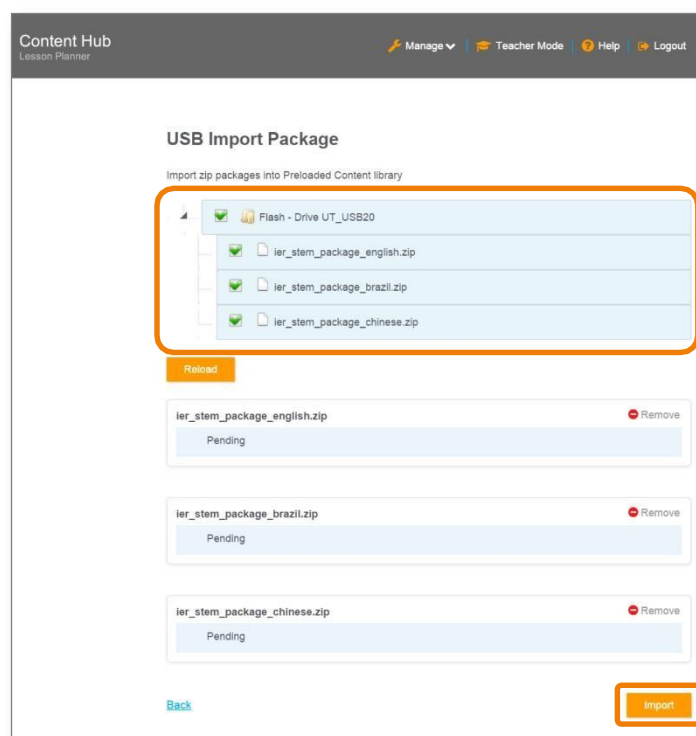 Content Hub
Lesson Planner
Manage
Teacher Mode
Help
Logout
USB Import Package
Import zip packages into Preloaded Content library
Flash - Drive UT_USB20
ier_stem_package_english.zip
ier_stem_package_brazil.zip
ier_stem_package_chinese.zip
Reload
ier_stem_package_english.zip
Remove
Pending
ier_stem_package_brazil.zip
Remove
Pending
ier_stem_package_chinese.zip
Remove
Pending
Back
Import